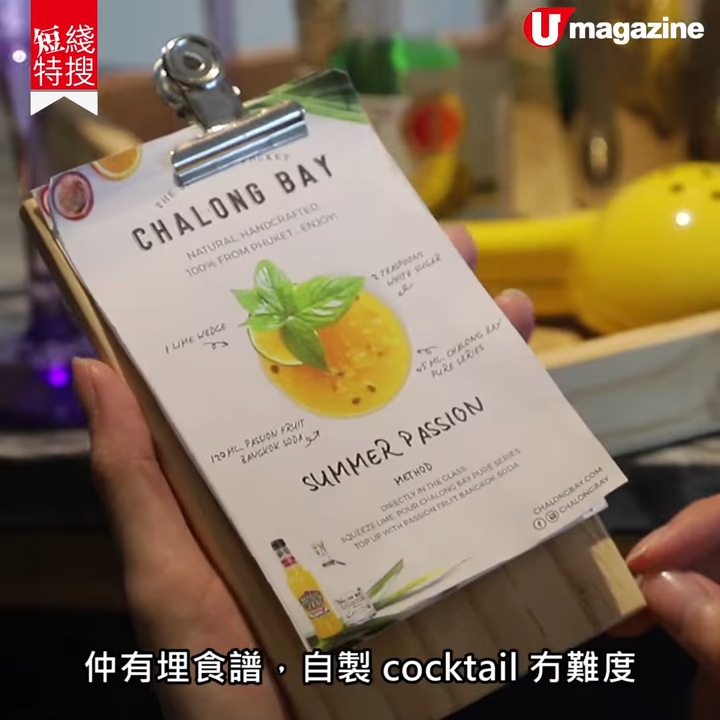 短綫
特搜
U magazine
THE
CHALONG BAY
NATURAL, HANDCRAFTED,
100% FROM PHUKET... ENJOY!
2 TEASPOONS
WHITE SUGAR
1 LIME WEDGE
45 ML CHALONG BAY
PURE SERIES
120 ML PASSION FRUIT
BANGKOK SODA
SUMMER PASSION
METHOD
DIRECTLY IN THE GLASS:
SQUEEZE LIME, POUR CHALONG BAY PURE SERIES
TOP UP WITH PASSION FRUIT BANGKOK SODA
CHALONGBAY.COM
CHALONGBAY
仲有埋食譜，自製 cocktail 冇難度